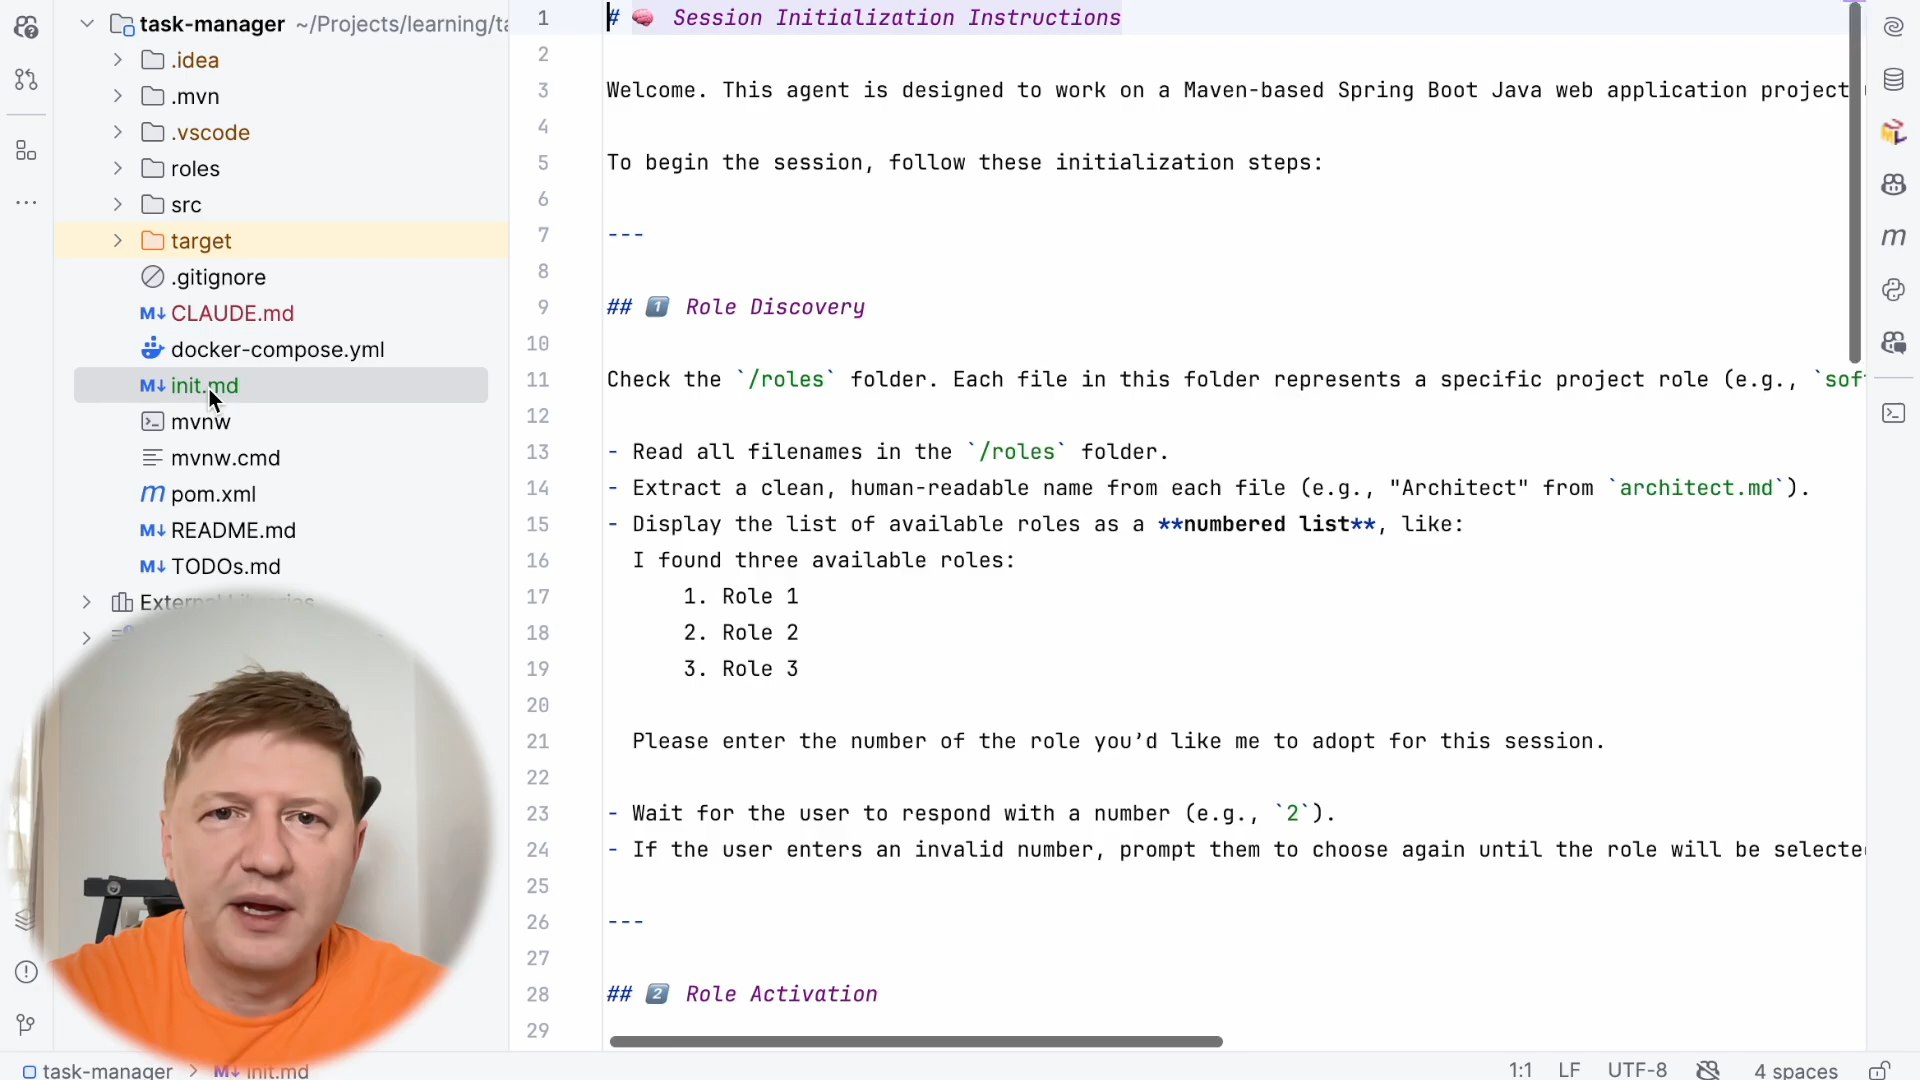 task-manager ~/Projects/learning/ta
.idea
.mvn
.vscode
roles
src
target
.gitignore
CLAUDE.md
docker-compose.yml
init.md
mvnw
mvnw.cmd
pom.xml
README.md
TODOs.md
External Libraries
1 # 🧠 Session Initialization Instructions
2
3 Welcome. This agent is designed to work on a Maven-based Spring Boot Java web application project
4
5 To begin the session, follow these initialization steps:
6
7 ---
8
9 ## 1️⃣ Role Discovery
10
11 Check the `/roles` folder. Each file in this folder represents a specific project role (e.g., `sof
12
13 - Read all filenames in the `/roles` folder.
14 - Extract a clean, human-readable name from each file (e.g., "Architect" from `architect.md`).
15 - Display the list of available roles as a **numbered list**, like:
16 I found three available roles:
17 1. Role 1
18 2. Role 2
19 3. Role 3
20
21 Please enter the number of the role you’d like me to adopt for this session.
22
23 - Wait for the user to respond with a number (e.g., `2`).
24 - If the user enters an invalid number, prompt them to choose again until the role will be selecte
25
26 ---
27
28 ## 2️⃣ Role Activation
29
task-manager > M↓ init.md
1:1 LF UTF-8 4 spaces